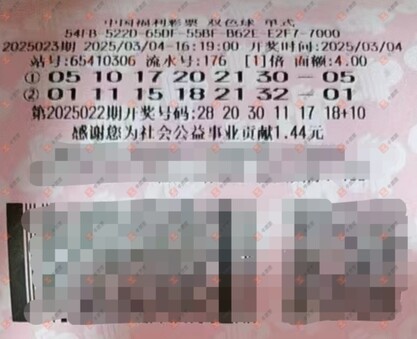 中国福利彩票 双色球 单式
54FB-522D-65DF-55BF-B62E-E2F7-7000
2025023期 2025/03/04-16:19:00 开奖时间:2025/03/04
站号:65410306 流水号:176 [1]倍 面额:4.00
① 05 10 17 20 21 30 — 05
② 01 11 15 18 21 32 — 01
第2025022期开奖号码:28 20 30 11 17 18+10
感谢您为社会公益事业贡献1.44元